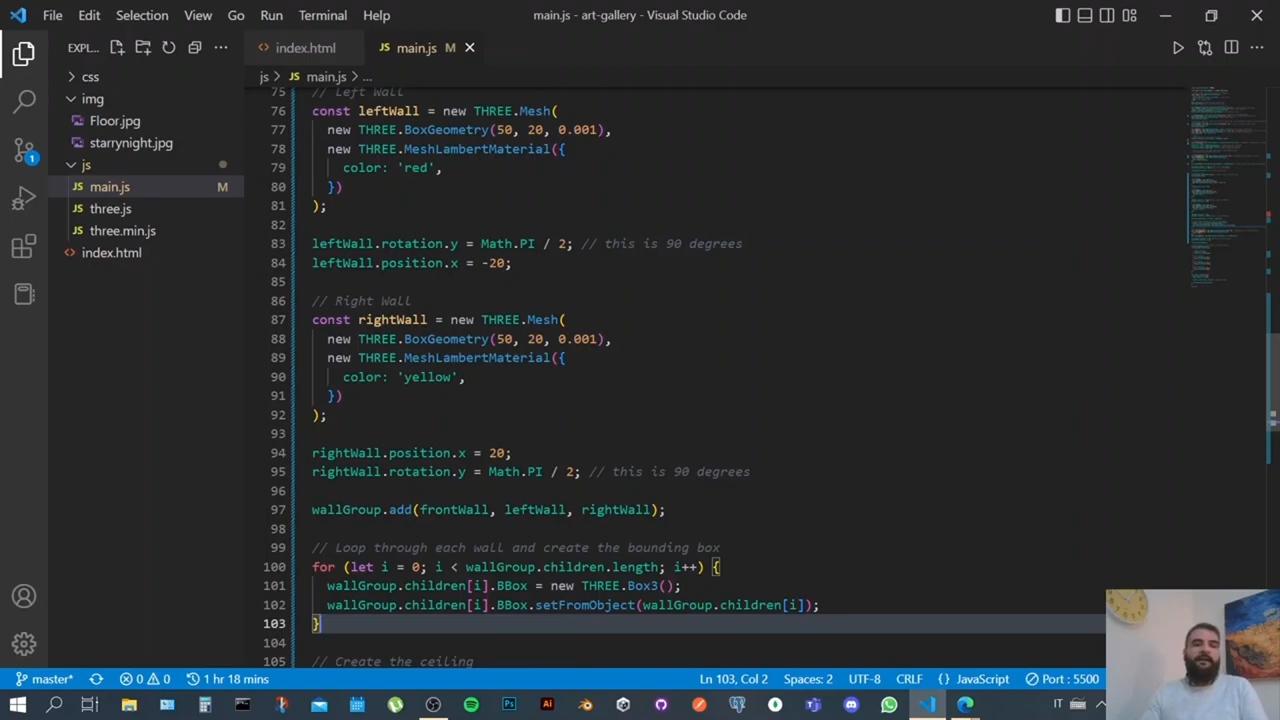 File Edit Selection View Go Run Terminal Help
main.js - art-gallery - Visual Studio Code
EXPL...
index.html
JS main.js M
css
img
Floor.jpg
starrynight.jpg
js
JS main.js M
JS three.js
JS three.min.js
<> index.html
js > JS main.js > ...
75 // Left Wall
76 const leftWall = new THREE.Mesh(
77 new THREE.BoxGeometry(50, 20, 0.001),
78 new THREE.MeshLambertMaterial({
79 color: 'red',
80 })
81 );
82
83 leftWall.rotation.y = Math.PI / 2; // this is 90 degrees
84 leftWall.position.x = -20;
85
86 // Right Wall
87 const rightWall = new THREE.Mesh(
88 new THREE.BoxGeometry(50, 20, 0.001),
89 new THREE.MeshLambertMaterial({
90 color: 'yellow',
91 })
92 );
93
94 rightWall.position.x = 20;
95 rightWall.rotation.y = Math.PI / 2; // this is 90 degrees
96
97 wallGroup.add(frontWall, leftWall, rightWall);
98
99 // Loop through each wall and create the bounding box
100 for (let i = 0; i < wallGroup.children.length; i++) {
101 wallGroup.children[i].BBox = new THREE.Box3();
102 wallGroup.children[i].BBox.setFromObject(wallGroup.children[i]);
103 }
104
105 // Create the ceiling
1
master* 0 0 1 hr 18 mins
Ln 103, Col 2 Spaces: 2 UTF-8 CRLF {} JavaScript Port : 5500
Ps Ai IT